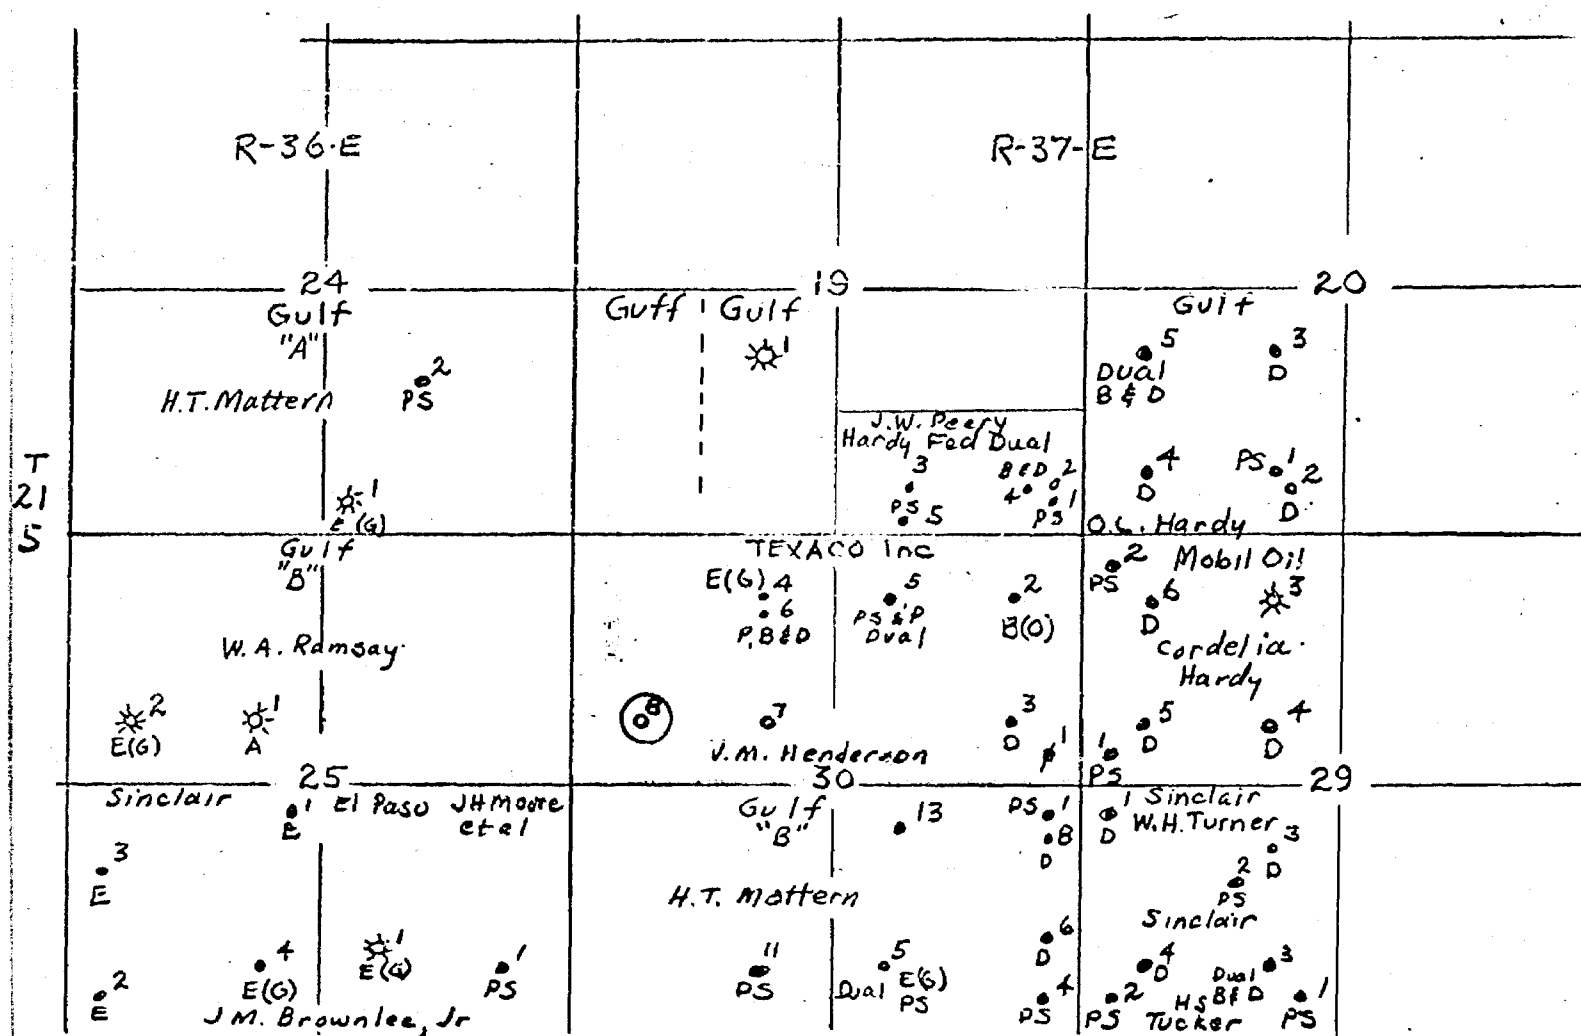 R-36-E
R-37-E
24
19
20
Gulf
"A"
Guff
Gulf
Gulf
1
5
3
Dual
B & D
D
2
PS
H.T. Mattern
J.W. Peery
Hardy Fed Dual
3
B & D
2
4
PS
1
PS
5
4
D
PS
1
2
D
O.L. Hardy
T
21
S
1
E(G)
Gulf
"B"
TEXACO Inc
Mobil Oil
2
PS
E(G)
4
6
P, B & D
5
PS & P
Dual
2
B(O)
6
D
3
W.A. Ramsay
Cordelia
Hardy
2
E(G)
1
A
8
7
3
D
1
5
D
4
D
1
PS
V.M. Henderson
25
30
29
Sinclair
1
E
El Paso
JH Moore
et al
Gulf
"B"
13
PS
1
8
D
1
D
Sinclair
W.H. Turner
3
D
3
E
2
PS
H.T. Mattern
Sinclair
6
D
4
E(G)
1
E(G)
1
PS
11
PS
5
Dual
E(G)
PS
4
D
Dual
B & D
3
2
E
4
PS
2
PS
HS
Tucker
1
PS
J.M. Brownlee, Jr